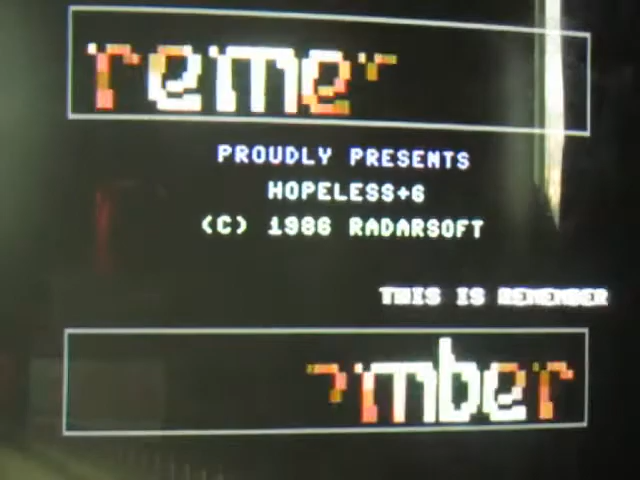 remer
PROUDLY PRESENTS
HOPELESS+6
(C) 1986 RADARSOFT
THIS IS REMEMBER
mber